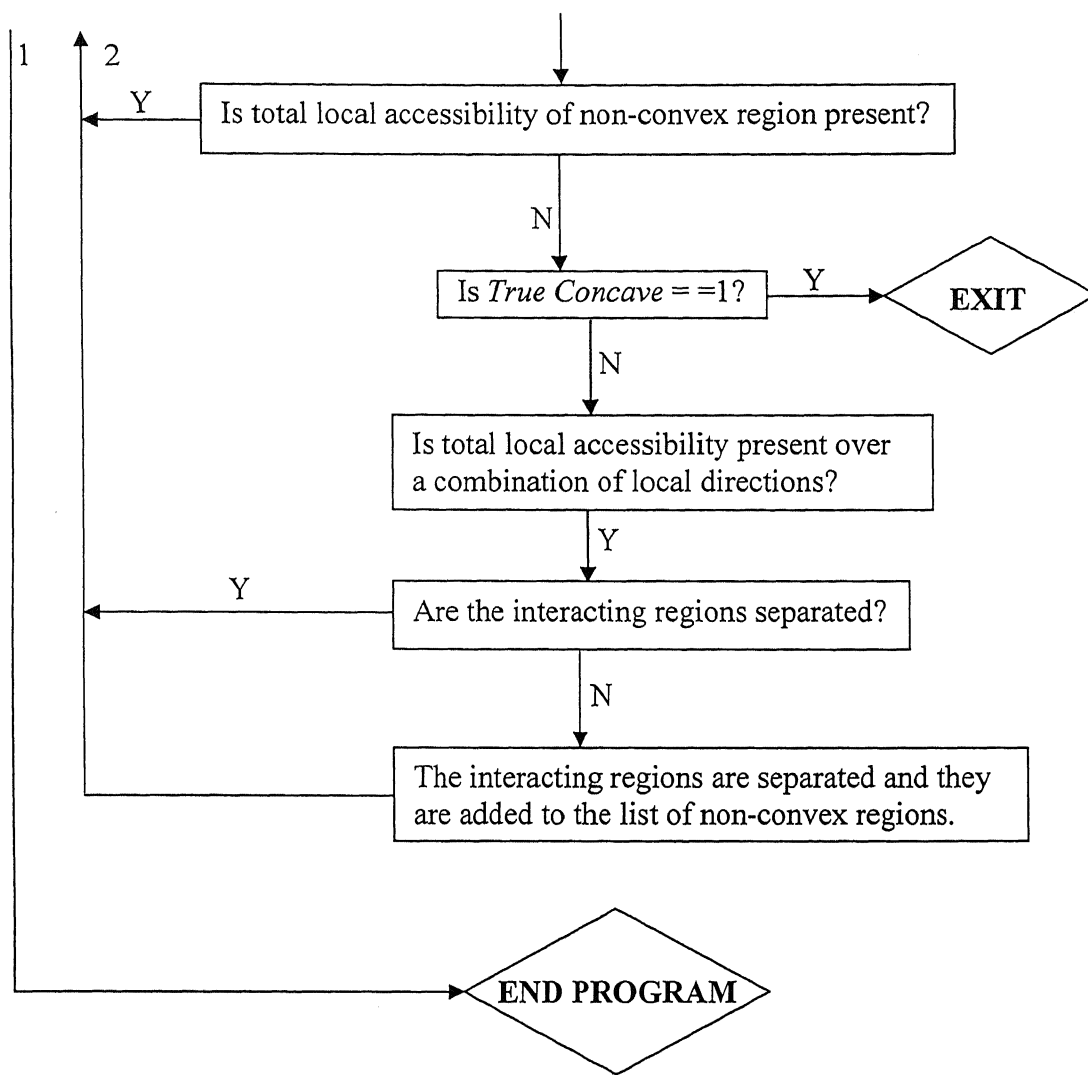 1
2
Y
Is total local accessibility of non-convex region present?
N
Is True Concave = =1?
Y
EXIT
N
Is total local accessibility present over
a combination of local directions?
Y
Y
Are the interacting regions separated?
N
The interacting regions are separated and they
are added to the list of non-convex regions.
END PROGRAM